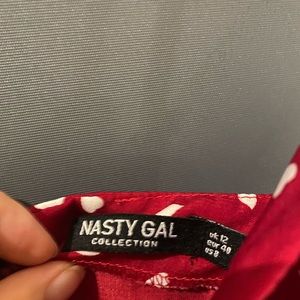 NASTY GAL
COLLECTION
uk 12
eur 40
us 8